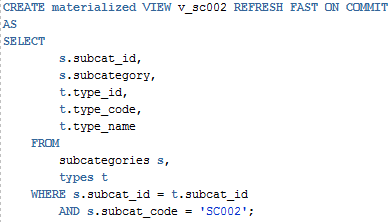 CREATE materialized VIEW v_sc002 REFRESH FAST ON COMMIT
AS
SELECT
s.subcat_id,
s.subcategory,
t.type_id,
t.type_code,
t.type_name
FROM
subcategories s,
types t
WHERE s.subcat_id = t.subcat_id
AND s.subcat_code = 'SC002';